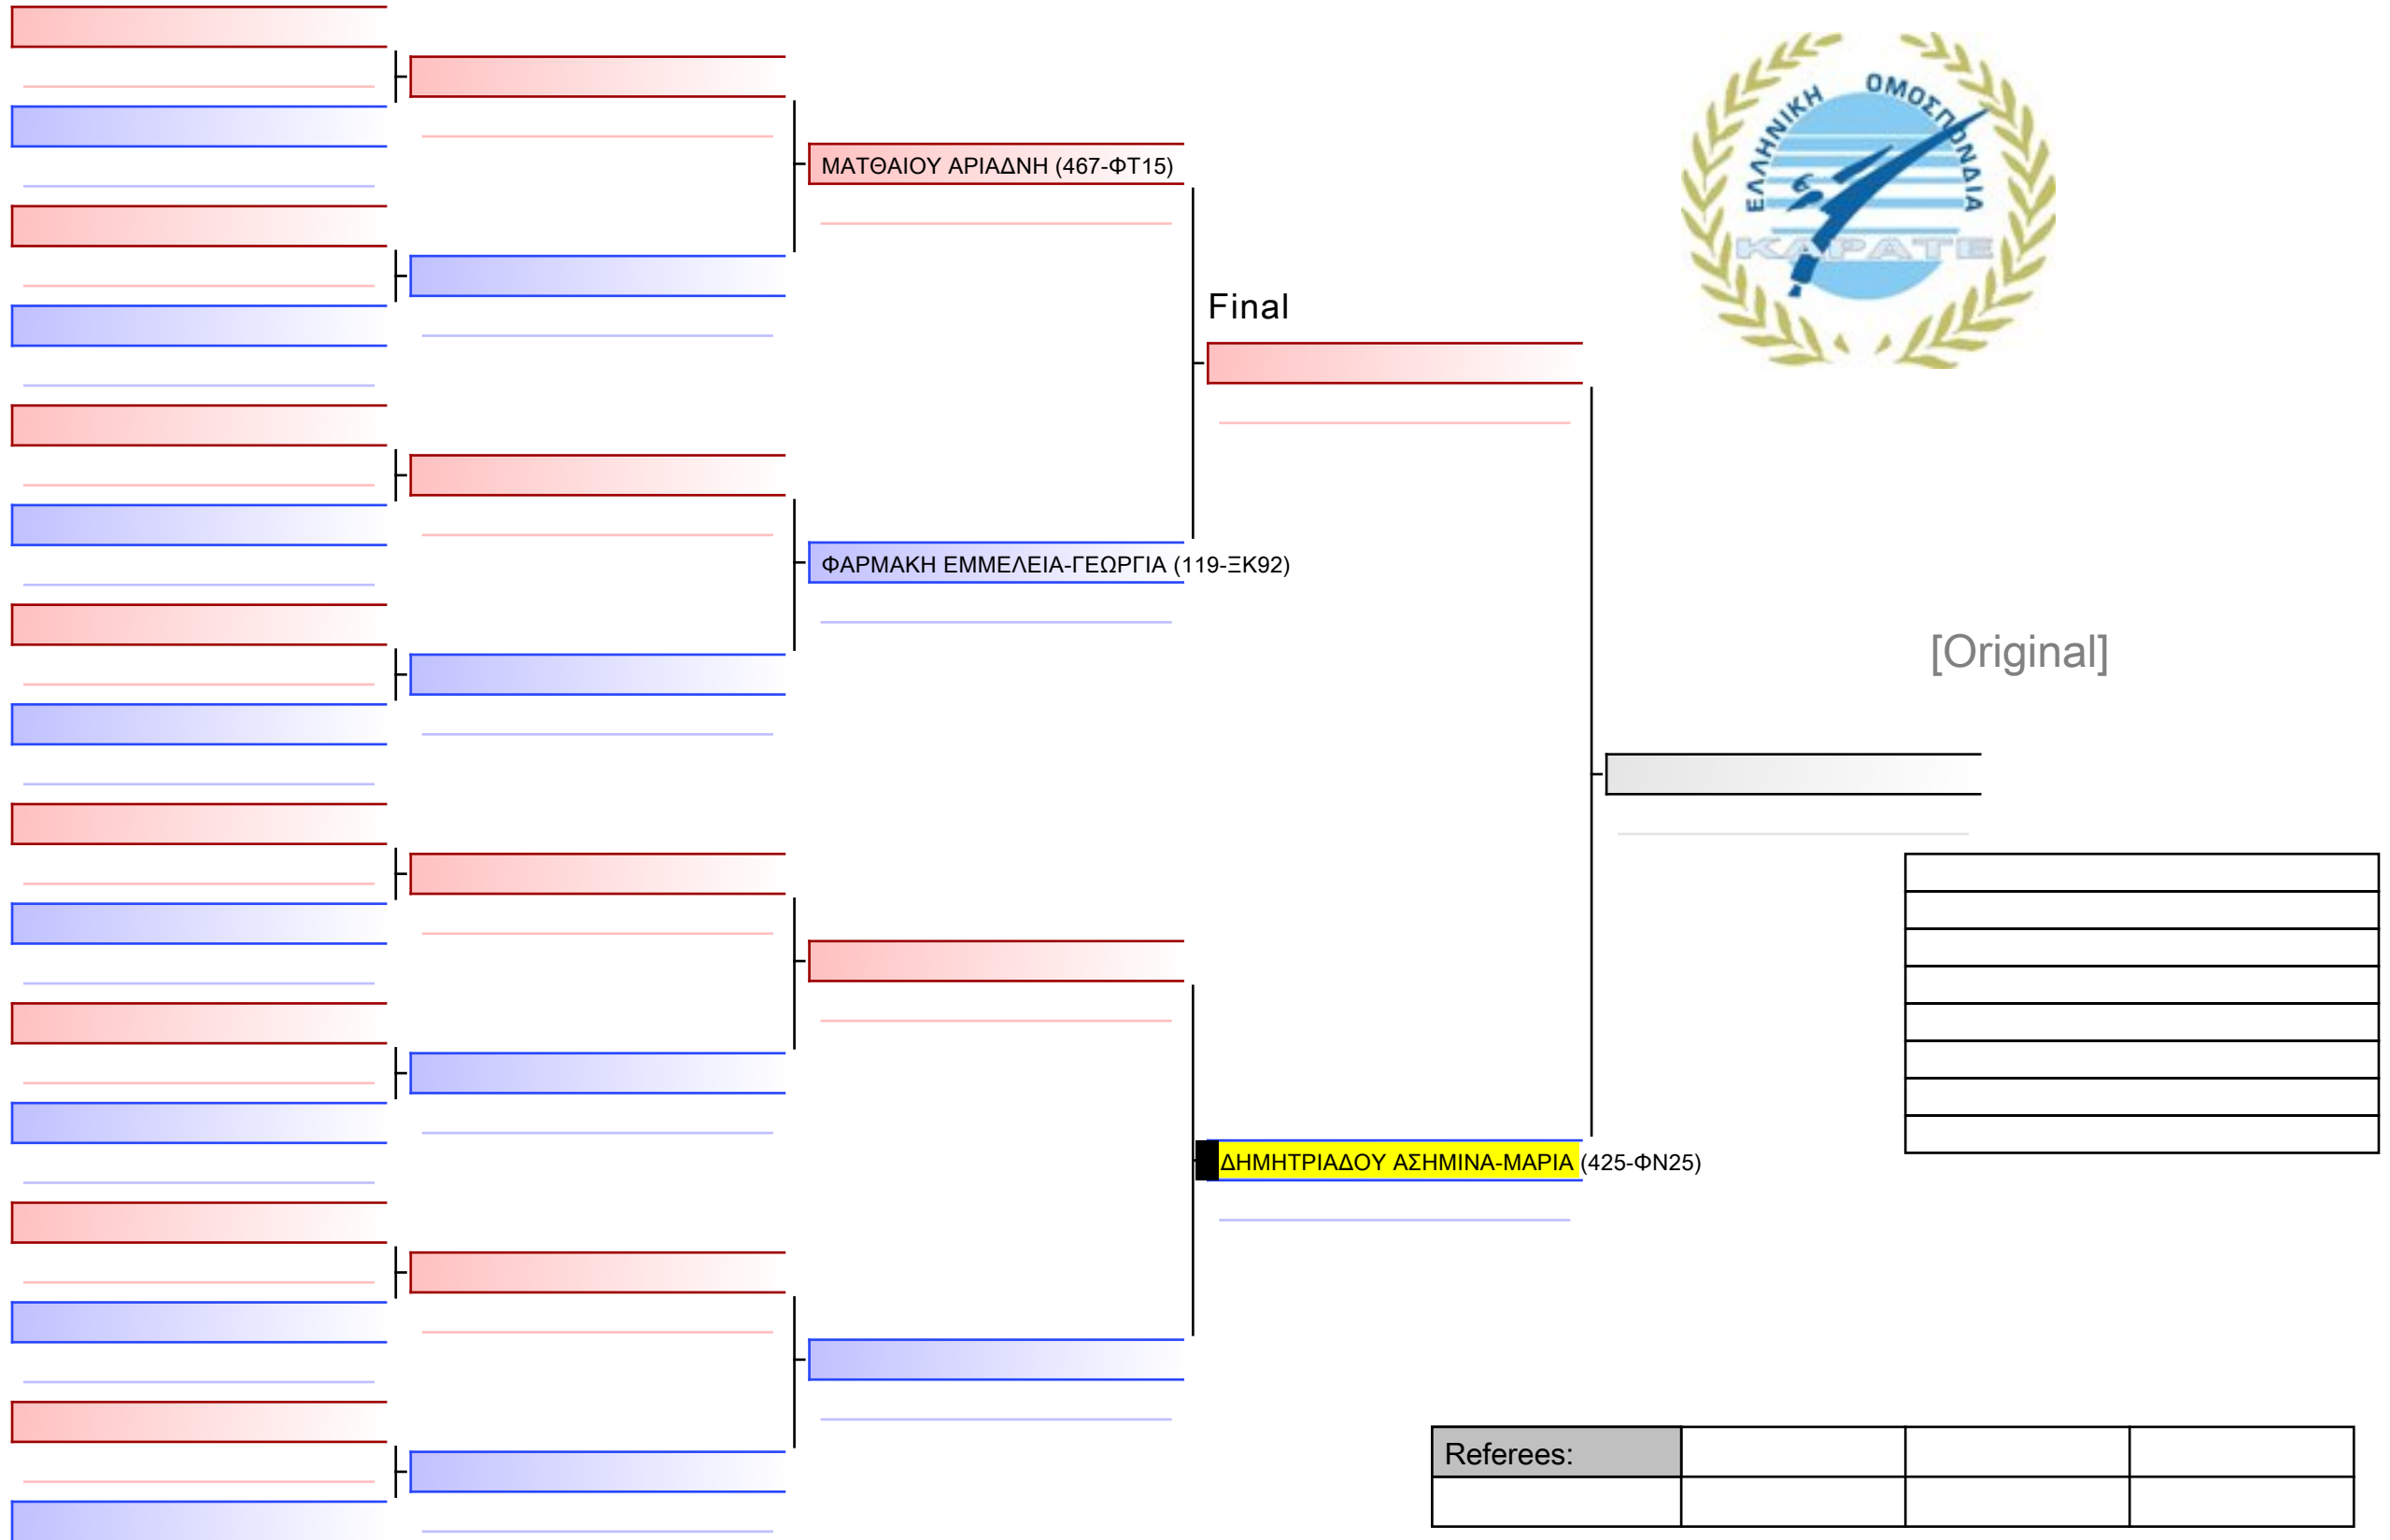 ΕΛΛΗΝΙΚΗ ΟΜΟΣΠΟΝΔΙΑ
ΚΑΡΑΤΕ
ΜΑΤΘΑΙΟΥ ΑΡΙΑΔΝΗ (467-ΦΤ15)
Final
ΦΑΡΜΑΚΗ ΕΜΜΕΛΕΙΑ-ΓΕΩΡΓΙΑ (119-ΞΚ92)
[Original]
ΔΗΜΗΤΡΙΑΔΟΥ ΑΣΗΜΙΝΑ-ΜΑΡΙΑ (425-ΦΝ25)
Referees: